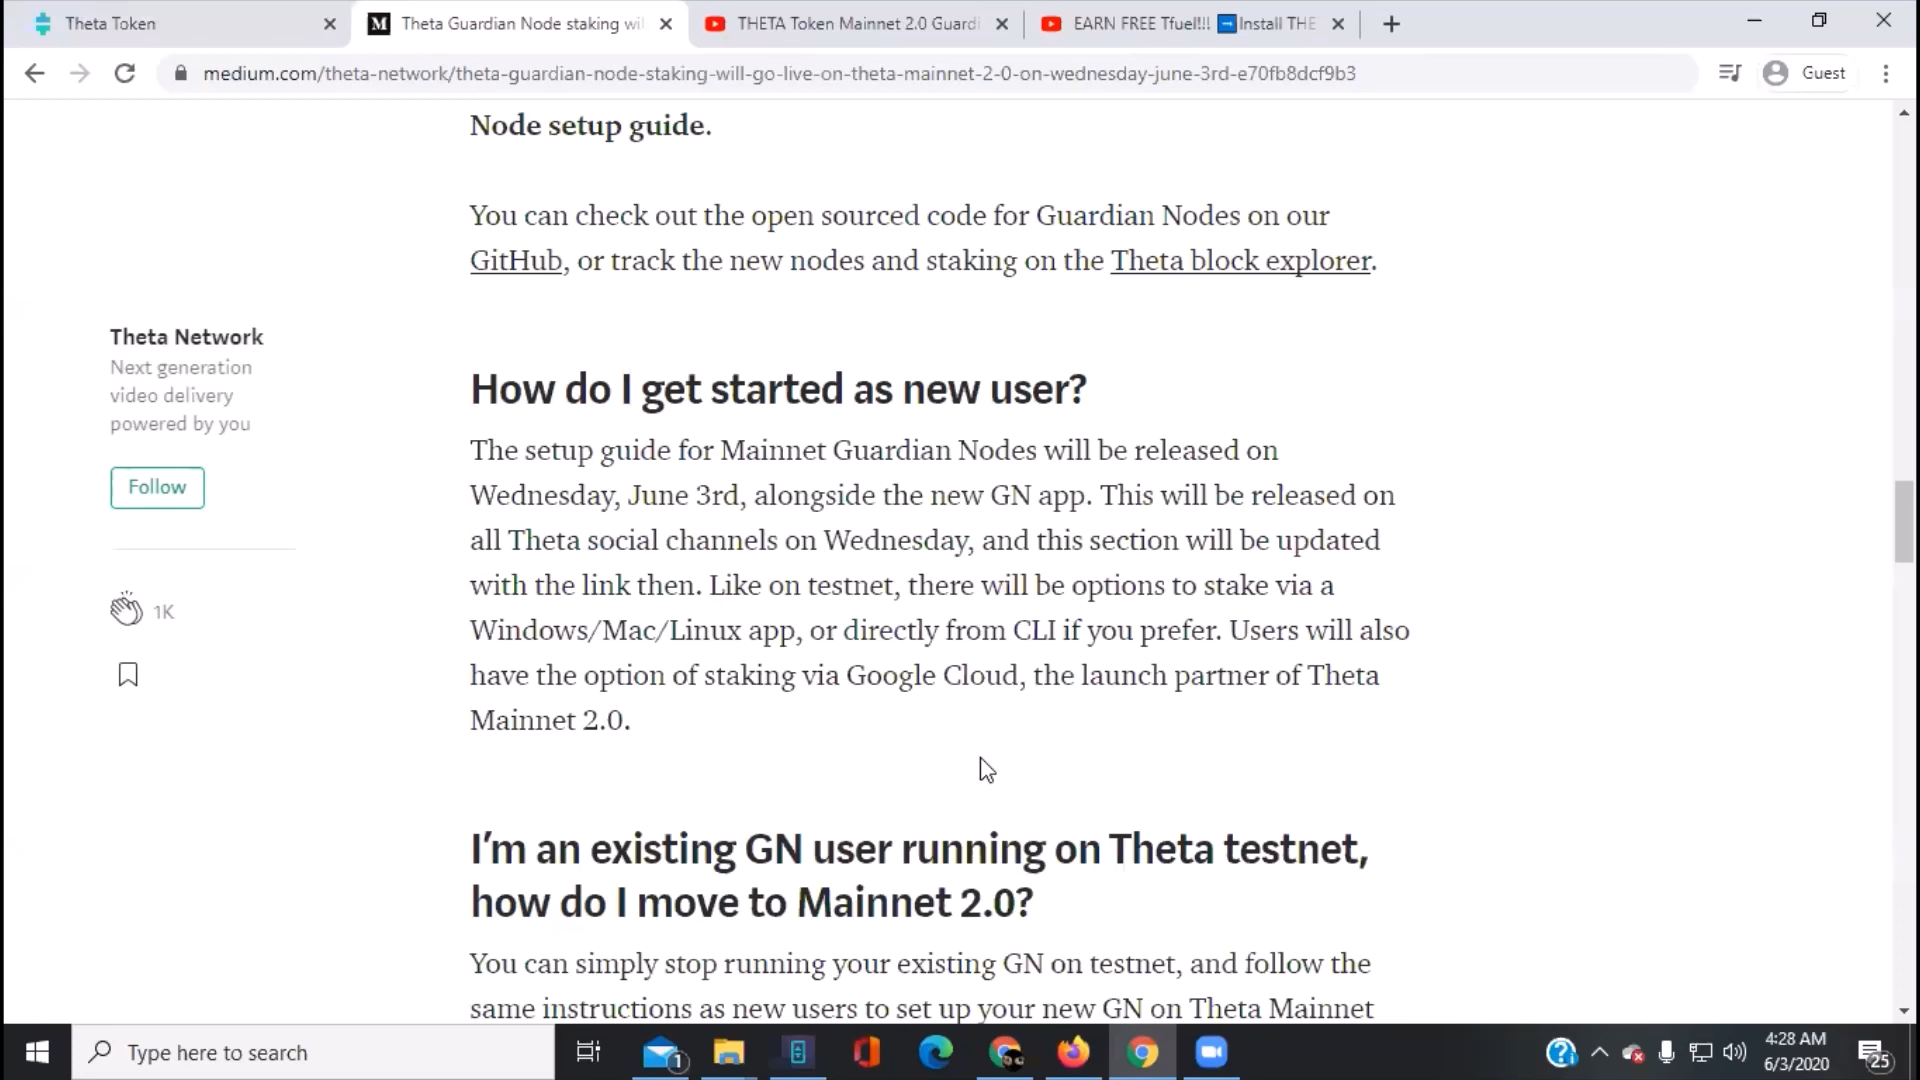 Theta Token
M Theta Guardian Node staking wil
THETA Token Mainnet 2.0 Guardi
EARN FREE Tfuel!!! Install THE
medium.com/theta-network/theta-guardian-node-staking-will-go-live-on-theta-mainnet-2-0-on-wednesday-june-3rd-e70fb8dcf9b3
Guest
Node setup guide.
You can check out the open sourced code for Guardian Nodes on our
GitHub, or track the new nodes and staking on the Theta block explorer.
Theta Network
Next generation
video delivery
powered by you
Follow
1K
How do I get started as new user?
The setup guide for Mainnet Guardian Nodes will be released on
Wednesday, June 3rd, alongside the new GN app. This will be released on
all Theta social channels on Wednesday, and this section will be updated
with the link then. Like on testnet, there will be options to stake via a
Windows/Mac/Linux app, or directly from CLI if you prefer. Users will also
have the option of staking via Google Cloud, the launch partner of Theta
Mainnet 2.0.
I’m an existing GN user running on Theta testnet,
how do I move to Mainnet 2.0?
You can simply stop running your existing GN on testnet, and follow the
same instructions as new users to set up your new GN on Theta Mainnet
Type here to search
1
4:28 AM
6/3/2020
25